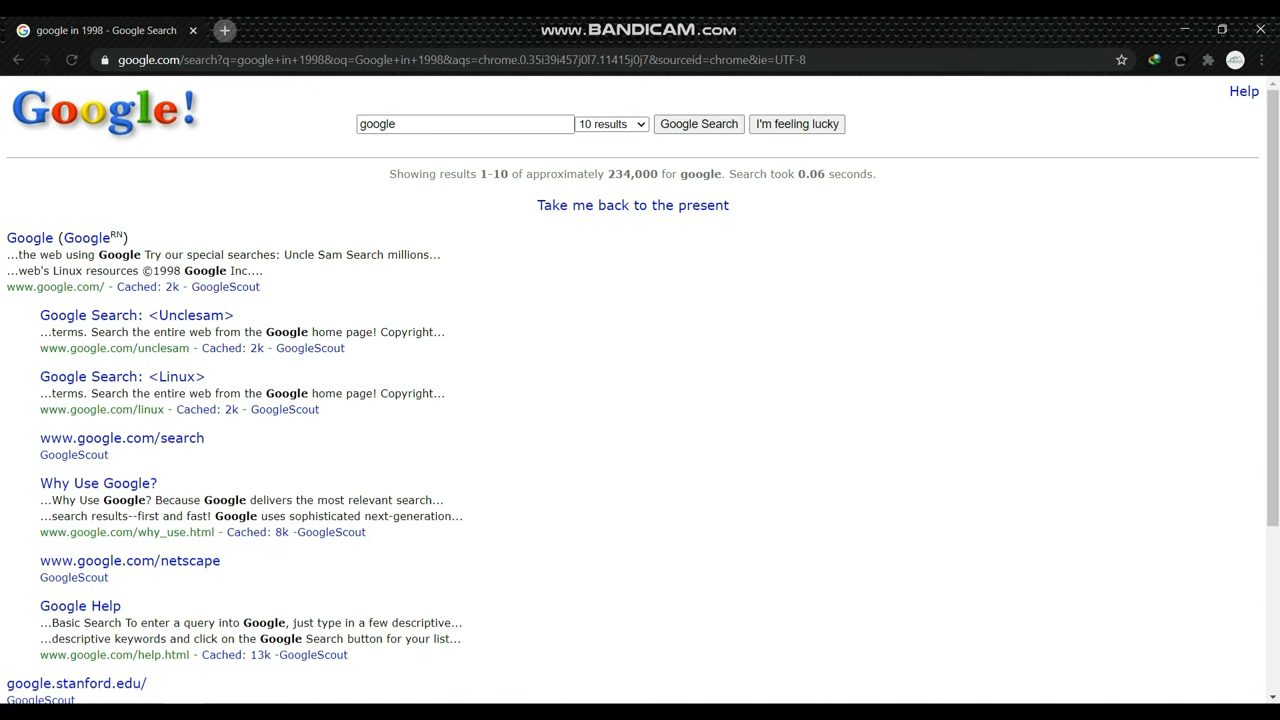 google in 1998 - Google Search
www.BANDICAM.com
google.com/search?q=google+in+1998&oq=Google+in+1998&aqs=chrome.0.35i39i457j0l7.11415j0j7&sourceid=chrome&ie=UTF-8
Help
Google!
google
10 results
Google Search
I'm feeling lucky
Showing results 1-10 of approximately 234,000 for google. Search took 0.06 seconds.
Take me back to the present
Google (GoogleRN)
...the web using Google Try our special searches: Uncle Sam Search millions...
...web's Linux resources ©1998 Google Inc....
www.google.com/ - Cached: 2k - GoogleScout
Google Search: <Unclesam>
...terms. Search the entire web from the Google home page! Copyright...
www.google.com/unclesam - Cached: 2k - GoogleScout
Google Search: <Linux>
...terms. Search the entire web from the Google home page! Copyright...
www.google.com/linux - Cached: 2k - GoogleScout
www.google.com/search
GoogleScout
Why Use Google?
...Why Use Google? Because Google delivers the most relevant search...
...search results--first and fast! Google uses sophisticated next-generation...
www.google.com/why_use.html - Cached: 8k -GoogleScout
www.google.com/netscape
GoogleScout
Google Help
...Basic Search To enter a query into Google, just type in a few descriptive...
...descriptive keywords and click on the Google Search button for your list...
www.google.com/help.html - Cached: 13k -GoogleScout
google.stanford.edu/
GoogleScout